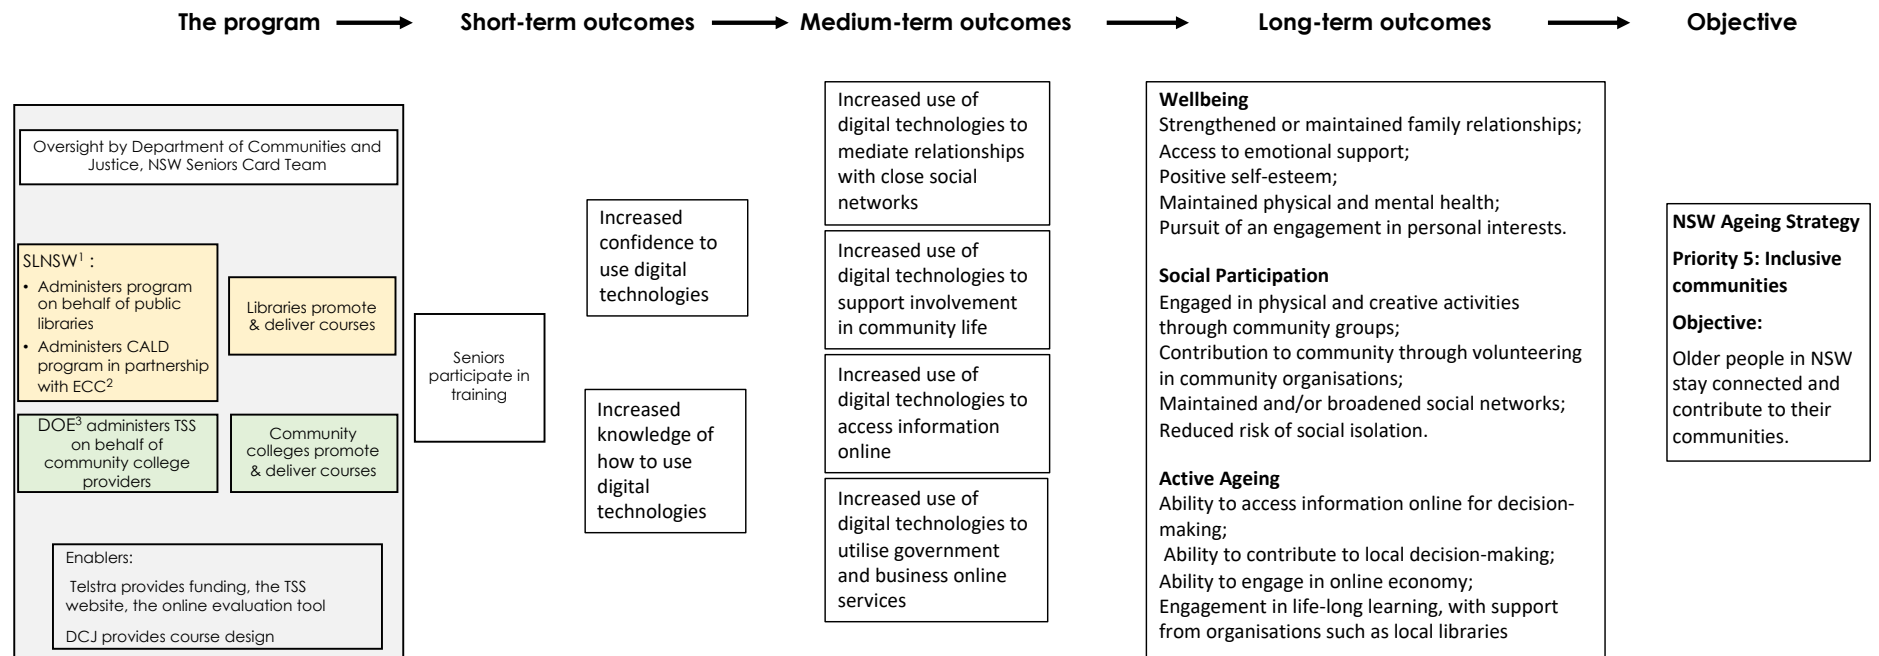 The program
Short-term outcomes
Medium-term outcomes
Long-term outcomes
Objective
Oversight by Department of Communities and
Justice, NSW Seniors Card Team
SLNSW1 :
• Administers program
on behalf of public
libraries
• Administers CALD
program in partnership
with ECC2
Libraries promote
& deliver courses
DOE3 administers TSS
on behalf of
community college
providers
Community
colleges promote
& deliver courses
Enablers:
Telstra provides funding, the TSS
website, the online evaluation tool
DCJ provides course design
Seniors
participate in
training
Increased
confidence to
use digital
technologies
Increased
knowledge of
how to use
digital
technologies
Increased use of
digital technologies to
mediate relationships
with close social
networks
Increased use of
digital technologies to
support involvement
in community life
Increased use of
digital technologies to
access information
online
Increased use of
digital technologies to
utilise government
and business online
services
Wellbeing
Strengthened or maintained family relationships;
Access to emotional support;
Positive self-esteem;
Maintained physical and mental health;
Pursuit of an engagement in personal interests.
Social Participation
Engaged in physical and creative activities
through community groups;
Contribution to community through volunteering
in community organisations;
Maintained and/or broadened social networks;
Reduced risk of social isolation.
Active Ageing
Ability to access information online for decision-
making;
Ability to contribute to local decision-making;
Ability to engage in online economy;
Engagement in life-long learning, with support
from organisations such as local libraries
NSW Ageing Strategy
Priority 5: Inclusive
communities
Objective:
Older people in NSW
stay connected and
contribute to their
communities.